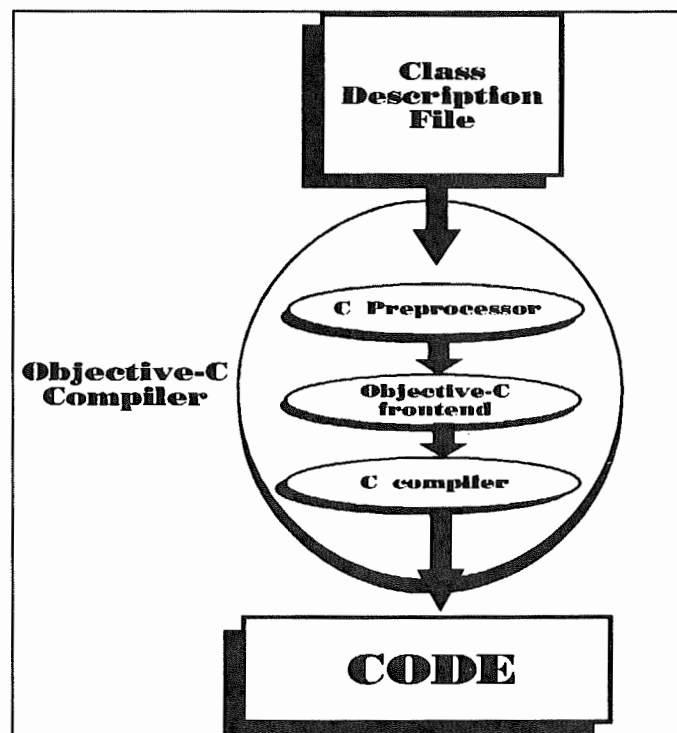 Class
Description
File
C Preprocessor
Objective-C
Compiler
Objective-C
frontend
C compiler
CODE